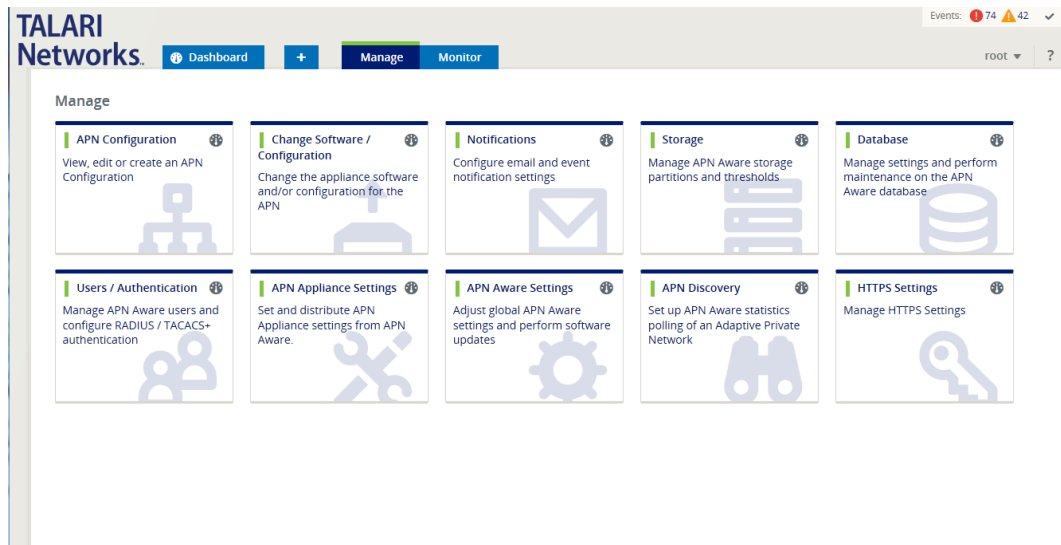 Events: 74 42
TALARI
Networks™
Dashboard + Manage Monitor root ?
Manage
APN Configuration
View, edit or create an APN
Configuration
Change Software /
Configuration
Change the appliance software
and/or configuration for the
APN
Notifications
Configure email and event
notification settings
Storage
Manage APN Aware storage
partitions and thresholds
Database
Manage settings and perform
maintenance on the APN
Aware database
Users / Authentication
Manage APN Aware users and
configure RADIUS / TACACS+
authentication
APN Appliance Settings
Set and distribute APN
Appliance settings from APN
Aware.
APN Aware Settings
Adjust global APN Aware
settings and perform software
updates
APN Discovery
Set up APN Aware statistics
polling of an Adaptive Private
Network
HTTPS Settings
Manage HTTPS Settings